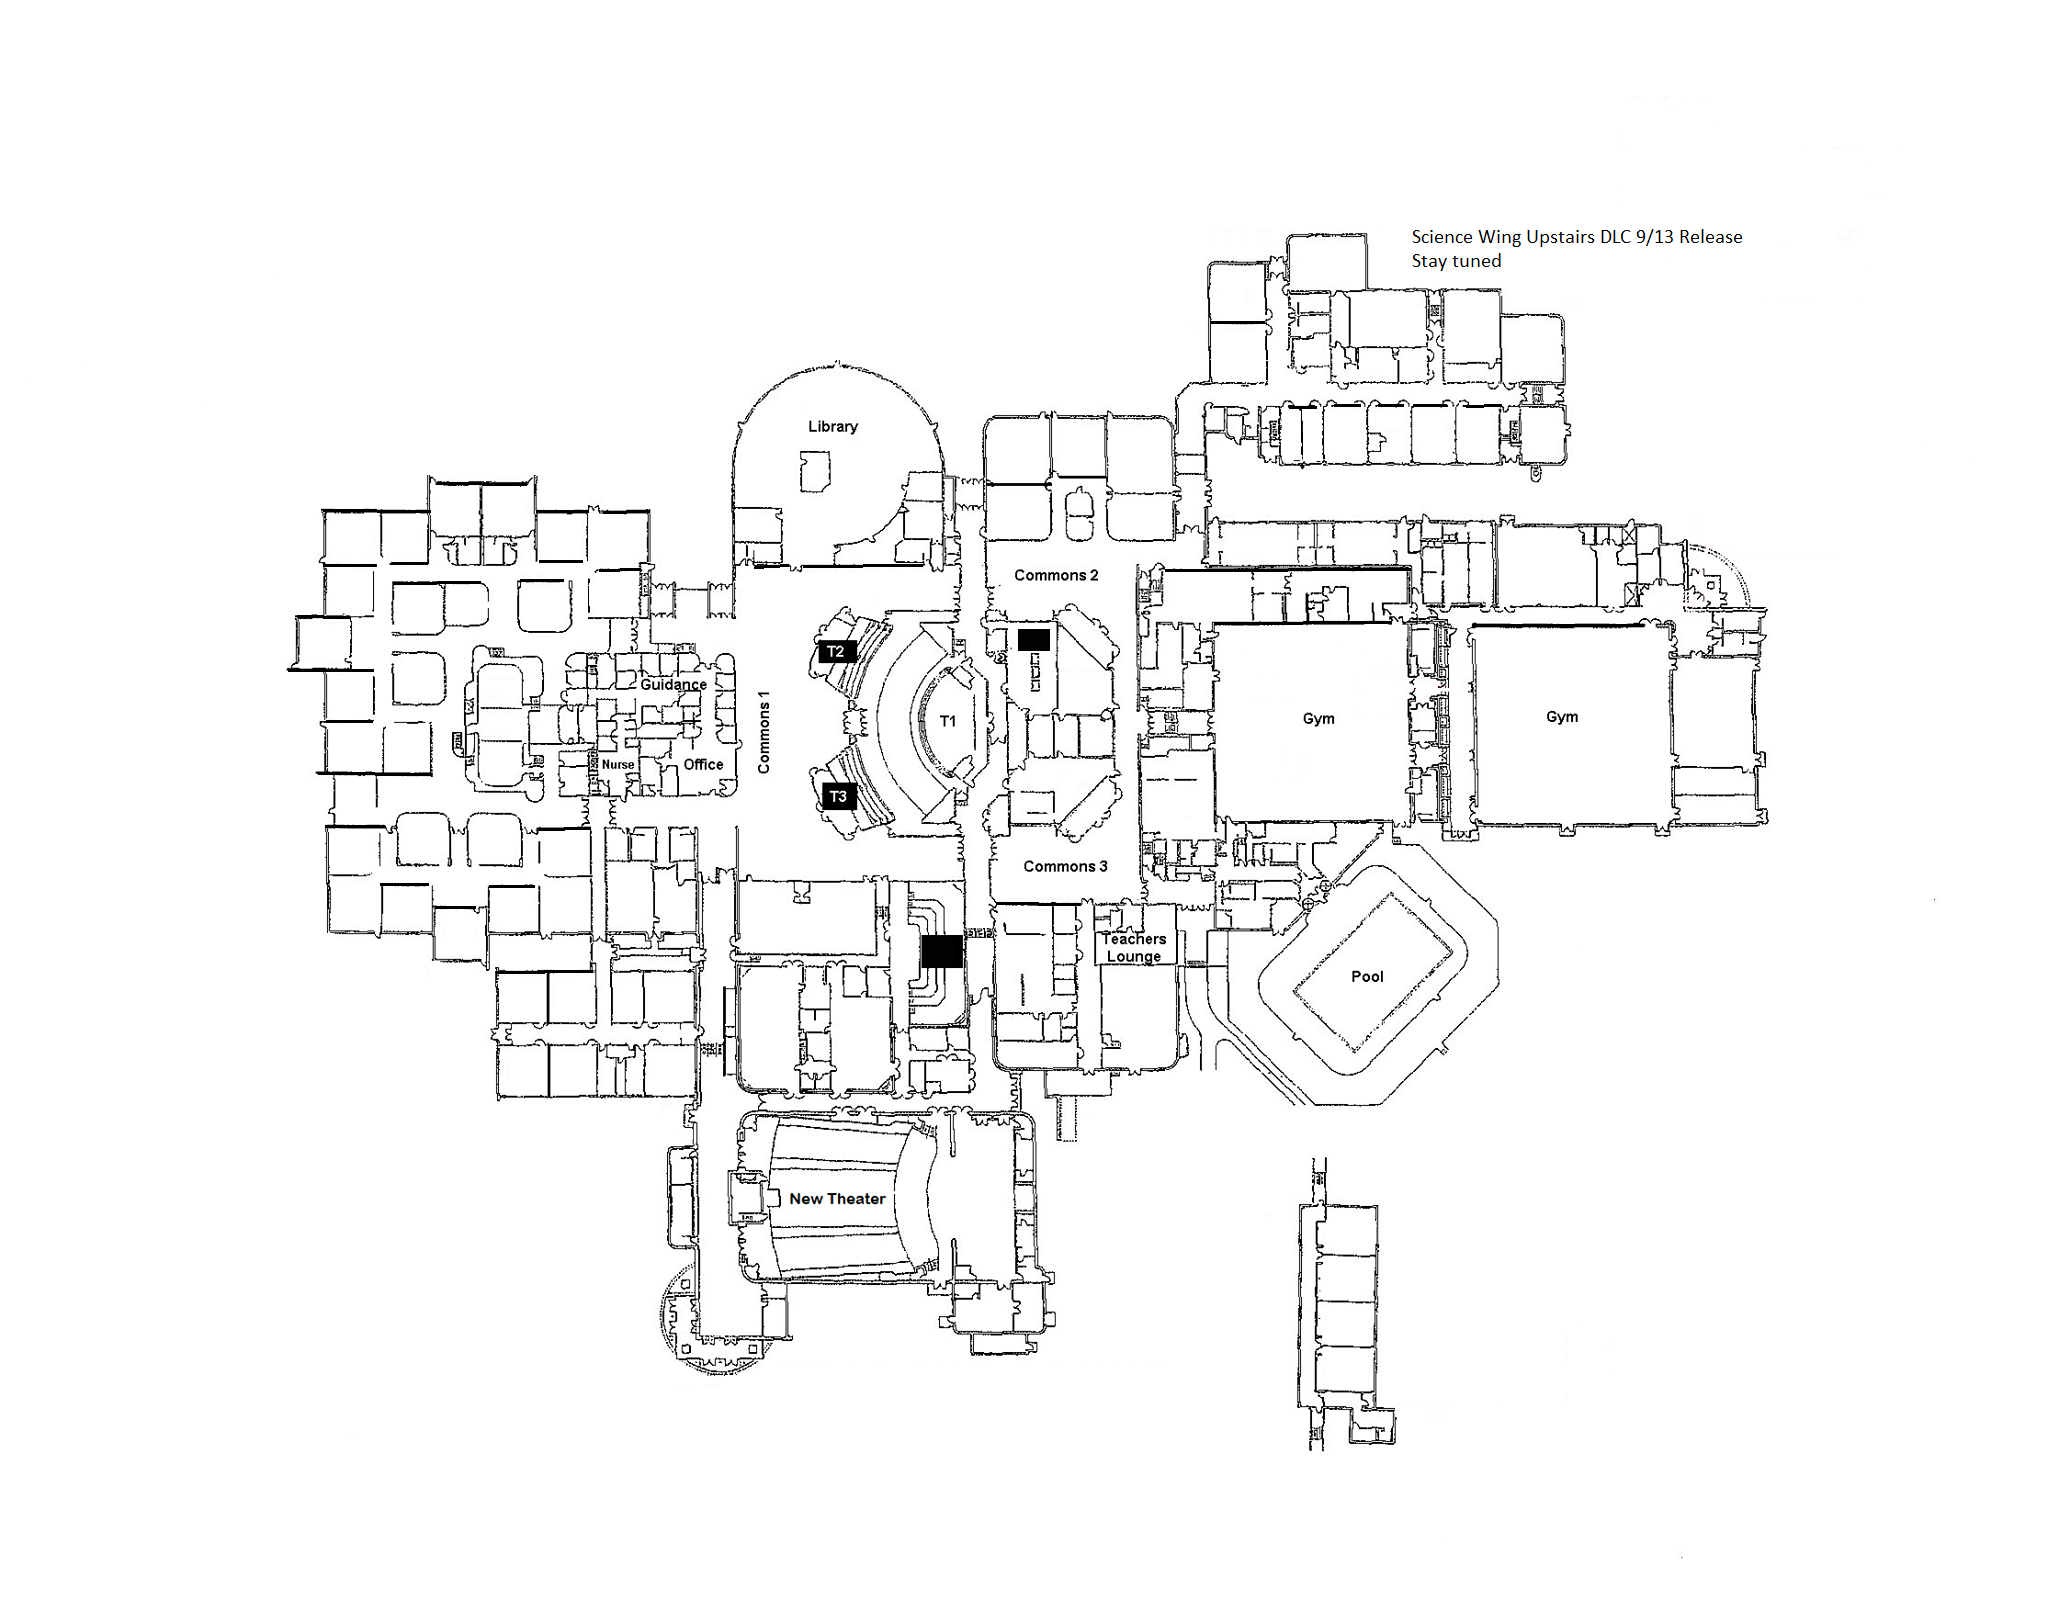 Science Wing Upstairs DLC 9/13 Release
Stay tuned
Library
Commons 2
T2
Guidance
Commons 1
T1
Gym
Gym
Nurse
Office
T3
Commons 3
Teachers
Lounge
Pool
New Theater